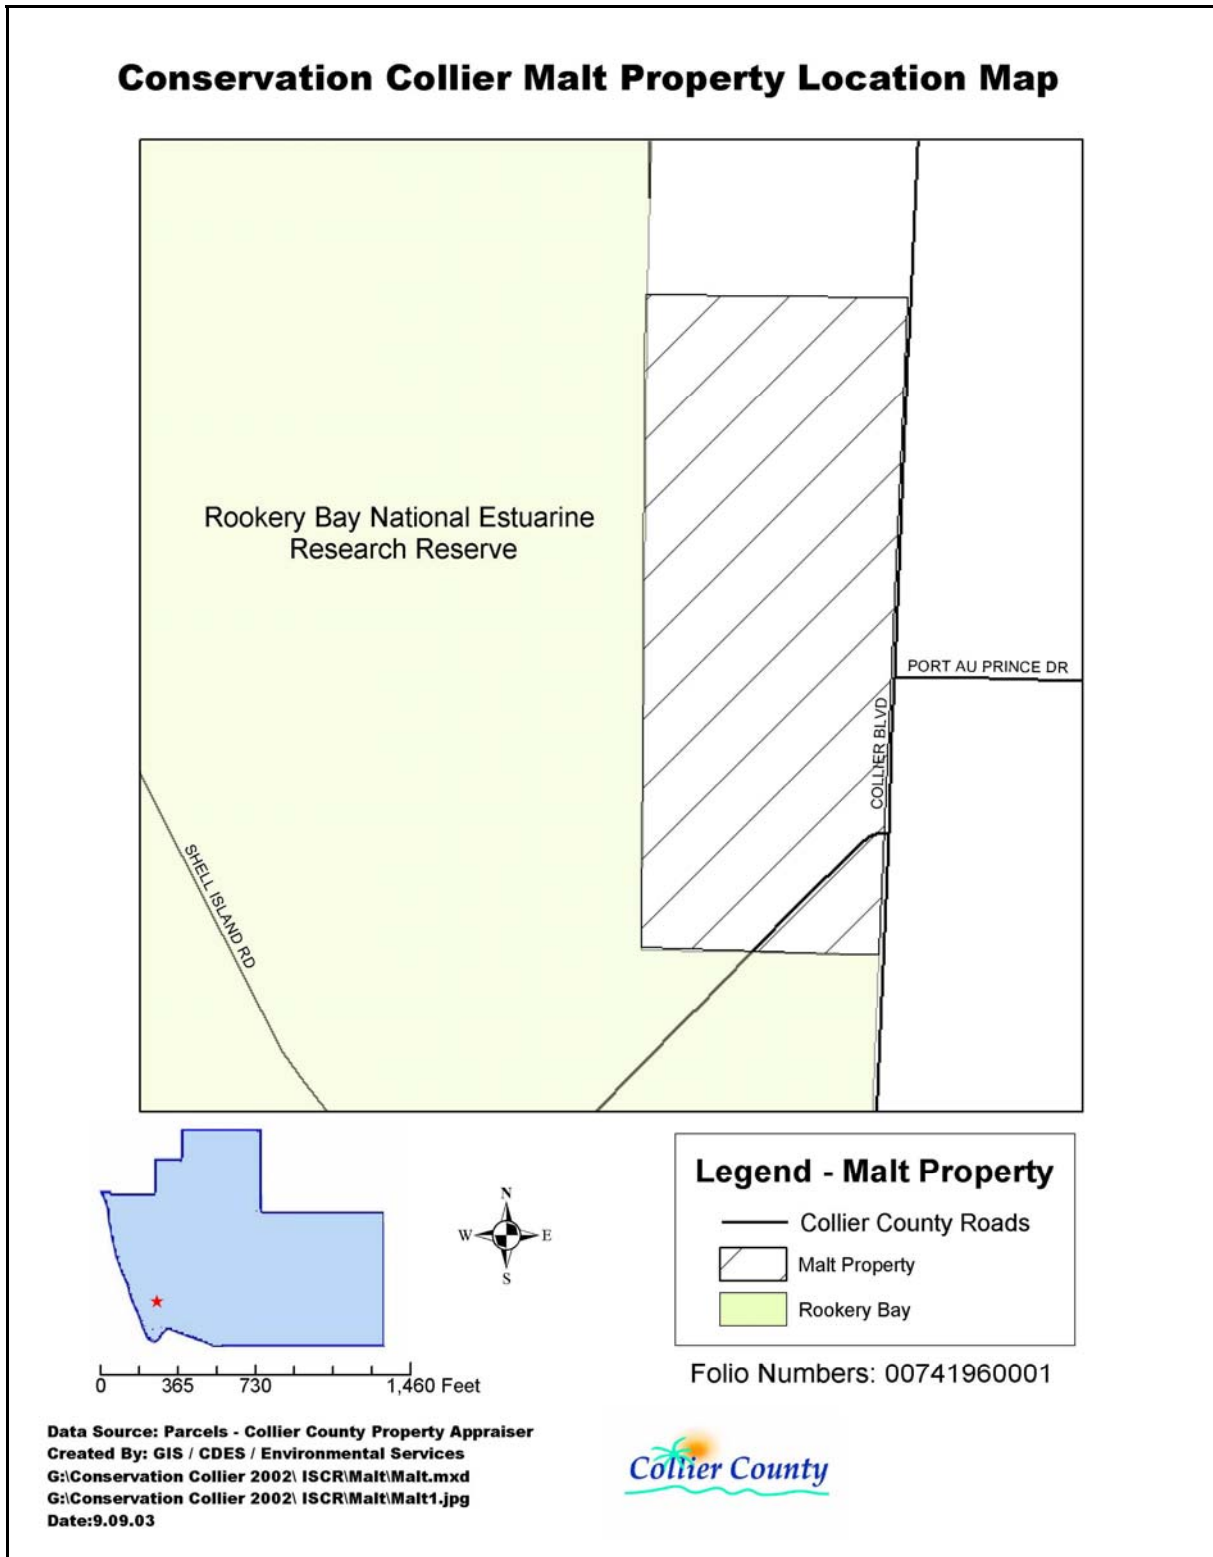 Conservation Collier Malt Property Location Map
Rookery Bay National Estuarine
Research Reserve
PORT AU PRINCE DR
COLLIER BLVD
SHELL ISLAND RD
N
W E
S
Legend - Malt Property
Collier County Roads
Malt Property
Rookery Bay
0 365 730 1,460 Feet
Folio Numbers: 00741960001
Data Source: Parcels - Collier County Property Appraiser
Created By: GIS / CDES / Environmental Services
G:\Conservation Collier 2002\ ISCR\Malt\Malt.mxd
G:\Conservation Collier 2002\ ISCR\Malt\Malt1.jpg
Date:9.09.03
Collier County